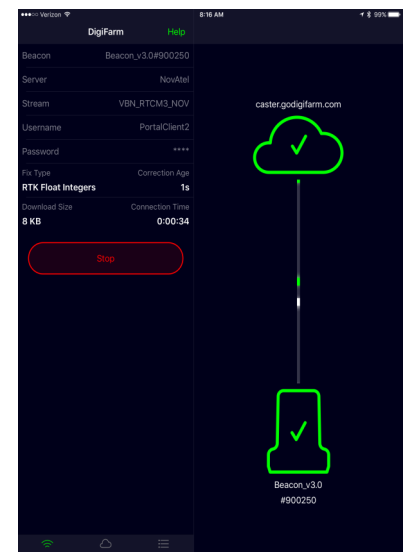 Verizon 8:16 AM 99%
DigiFarm Help
Beacon Beacon_v3.0#900250
Server NovAtel
Stream VBN_RTCM3_NOV
Username PortalClient2
Password ****
Fix Type Correction Age
RTK Float Integers 1s
Download Size Connection Time
8 KB 0:00:34
Stop
caster.godigifarm.com
Beacon_v3.0
#900250